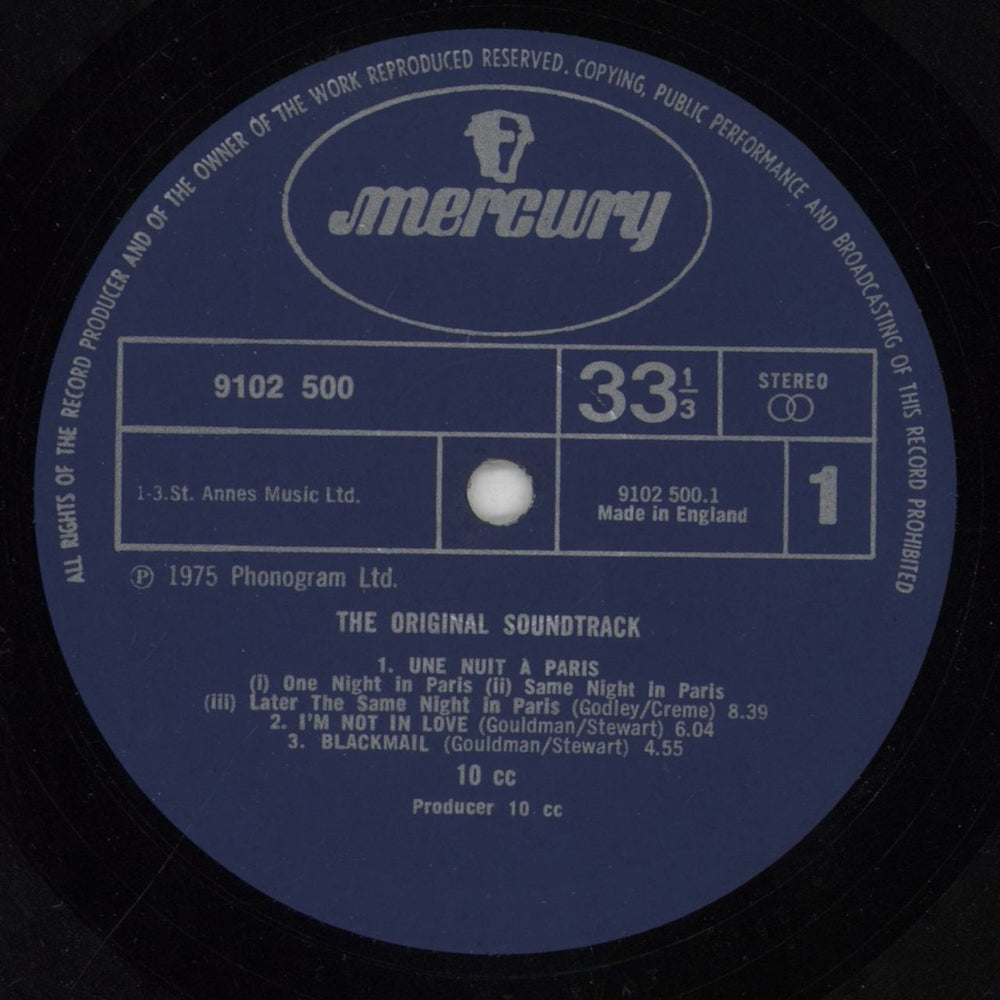 ALL RIGHTS OF THE RECORD PRODUCER AND OF THE OWNER OF THE WORK REPRODUCED RESERVED. COPYING, PUBLIC PERFORMANCE AND BROADCASTING OF THIS RECORD PROHIBITED
mercury
9102 500
33 1/3
STEREO
1-3.St. Annes Music Ltd.
9102 500.1
Made in England
1
℗ 1975 Phonogram Ltd.
THE ORIGINAL SOUNDTRACK
1. UNE NUIT A PARIS
(i) One Night in Paris (ii) Same Night in Paris
(iii) Later The Same Night in Paris (Godley/Creme) 8.39
2. I'M NOT IN LOVE (Gouldman/Stewart) 6.04
3. BLACKMAIL (Gouldman/Stewart) 4.55
10 cc
Producer 10 cc